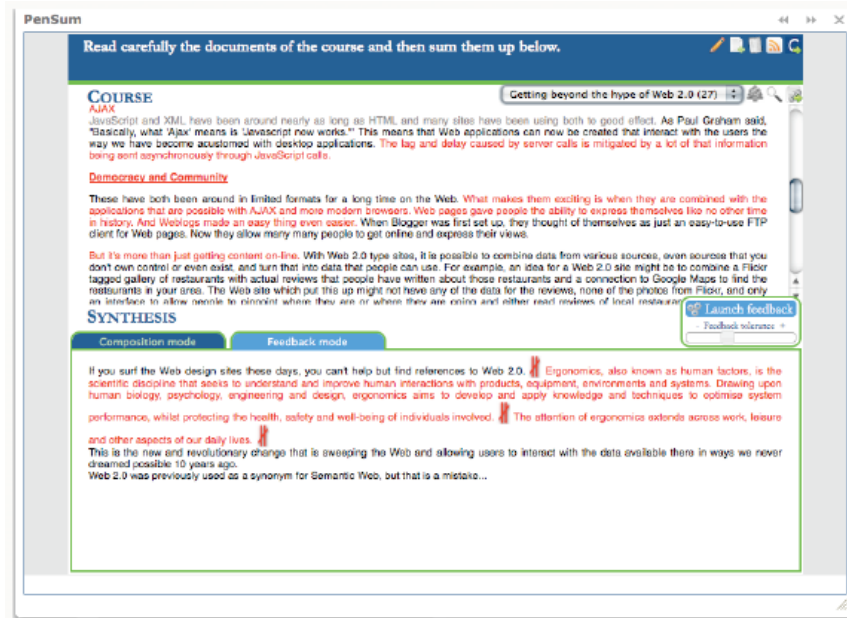 PenSum
Read carefully the documents of the course and then sum them up below.
COURSE
Getting beyond the hype of Web 2.0 (27)
AJAX
JavaScript and XML have been around nearly as long as HTML and many sites have been using both to good effect. As Paul Graham said,
"Basically, what 'Ajax' means is 'Javascript now works.'" This means that Web applications can now be created that interact with the users the
way we have become acustomed with desktop applications. The lag and delay caused by server calls is mitigated by a lot of that information
being sent asynchronously through JavaScript calls.
Democracy and Community
These have both been around in limited formats for a long time on the Web. What makes them exciting is when they are combined with the
applications that are possible with AJAX and more modern browsers. Web pages gave people the ability to express themselves like no other time
in history. And Weblogs made an easy thing even easier. When Blogger was first set up, they thought of themselves as just an easy-to-use FTP
client for Web pages. Now they allow many many people to get online and express their views.
But it's more than just getting content on-line. With Web 2.0 type sites, it is possible to combine data from various sources, even sources that you
don't own control or even exist, and turn that into data that people can use. For example, an idea for a Web 2.0 site might be to combine a Flickr
tagged gallery of restaurants with actual reviews that people have written about those restaurants and a connection to Google Maps to find the
restaurants in your area. The Web site which put this up might not have any of the data for the reviews, none of the photos from Flickr, and only
an interface to allow people to pinpoint where they are or where they are going and either read reviews of local restaurants
SYNTHESIS
Launch feedback
- Feedback tolerance +
Composition mode
Feedback mode
If you surf the Web design sites these days, you can't help but find references to Web 2.0. Ergonomics, also known as human factors, is the
scientific discipline that seeks to understand and improve human interactions with products, equipment, environments and systems. Drawing upon
human biology, psychology, engineering and design, ergonomics aims to develop and apply knowledge and techniques to optimise system
performance, whilst protecting the health, safety and well-being of individuals involved. The attention of ergonomics extends across work, leisure
and other aspects of our daily lives.
This is the new and revolutionary change that is sweeping the Web and allowing users to interact with the data available there in ways we never
dreamed possible 10 years ago.
Web 2.0 was previously used as a synonym for Semantic Web, but that is a mistake...